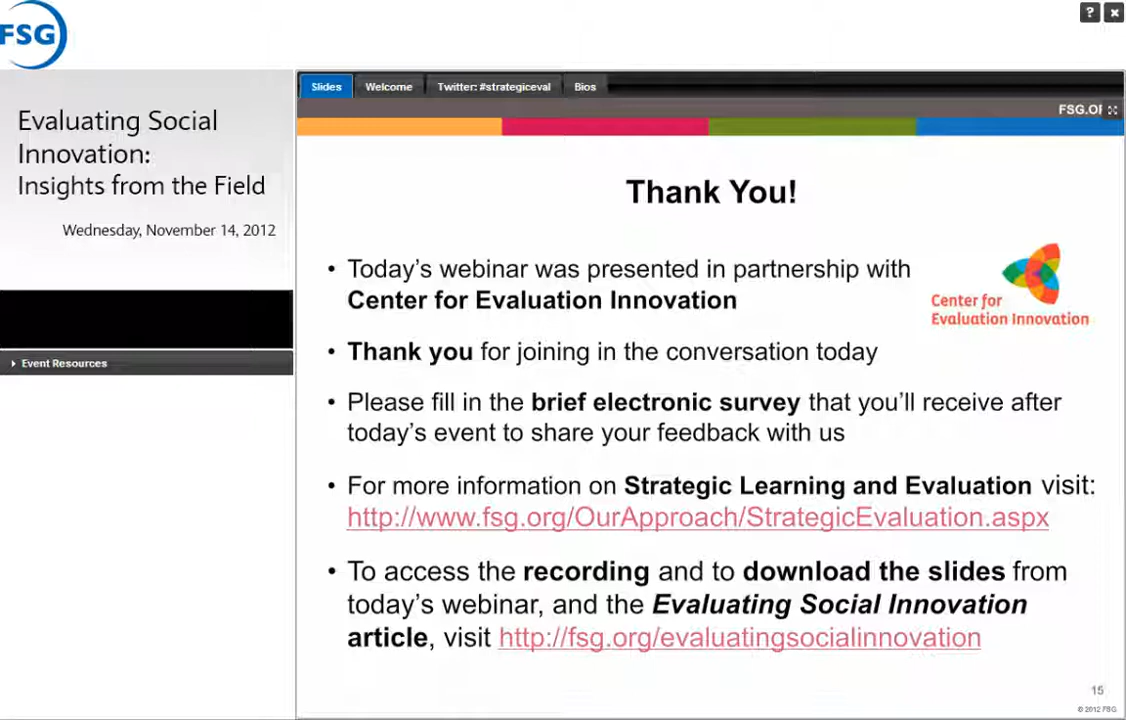 FSG
? ×
Evaluating Social
Innovation:
Insights from the Field
Wednesday, November 14, 2012
Event Resources
Slides Welcome Twitter: #strategiceval Bios
FSG.OR
Thank You!
• Today's webinar was presented in partnership with
Center for Evaluation Innovation
Center for
Evaluation Innovation
• Thank you for joining in the conversation today
• Please fill in the brief electronic survey that you'll receive after
today's event to share your feedback with us
• For more information on Strategic Learning and Evaluation visit:
http://www.fsg.org/OurApproach/StrategicEvaluation.aspx
• To access the recording and to download the slides from
today's webinar, and the Evaluating Social Innovation
article, visit http://fsg.org/evaluatingsocialinnovation
15
© 2012 FSG